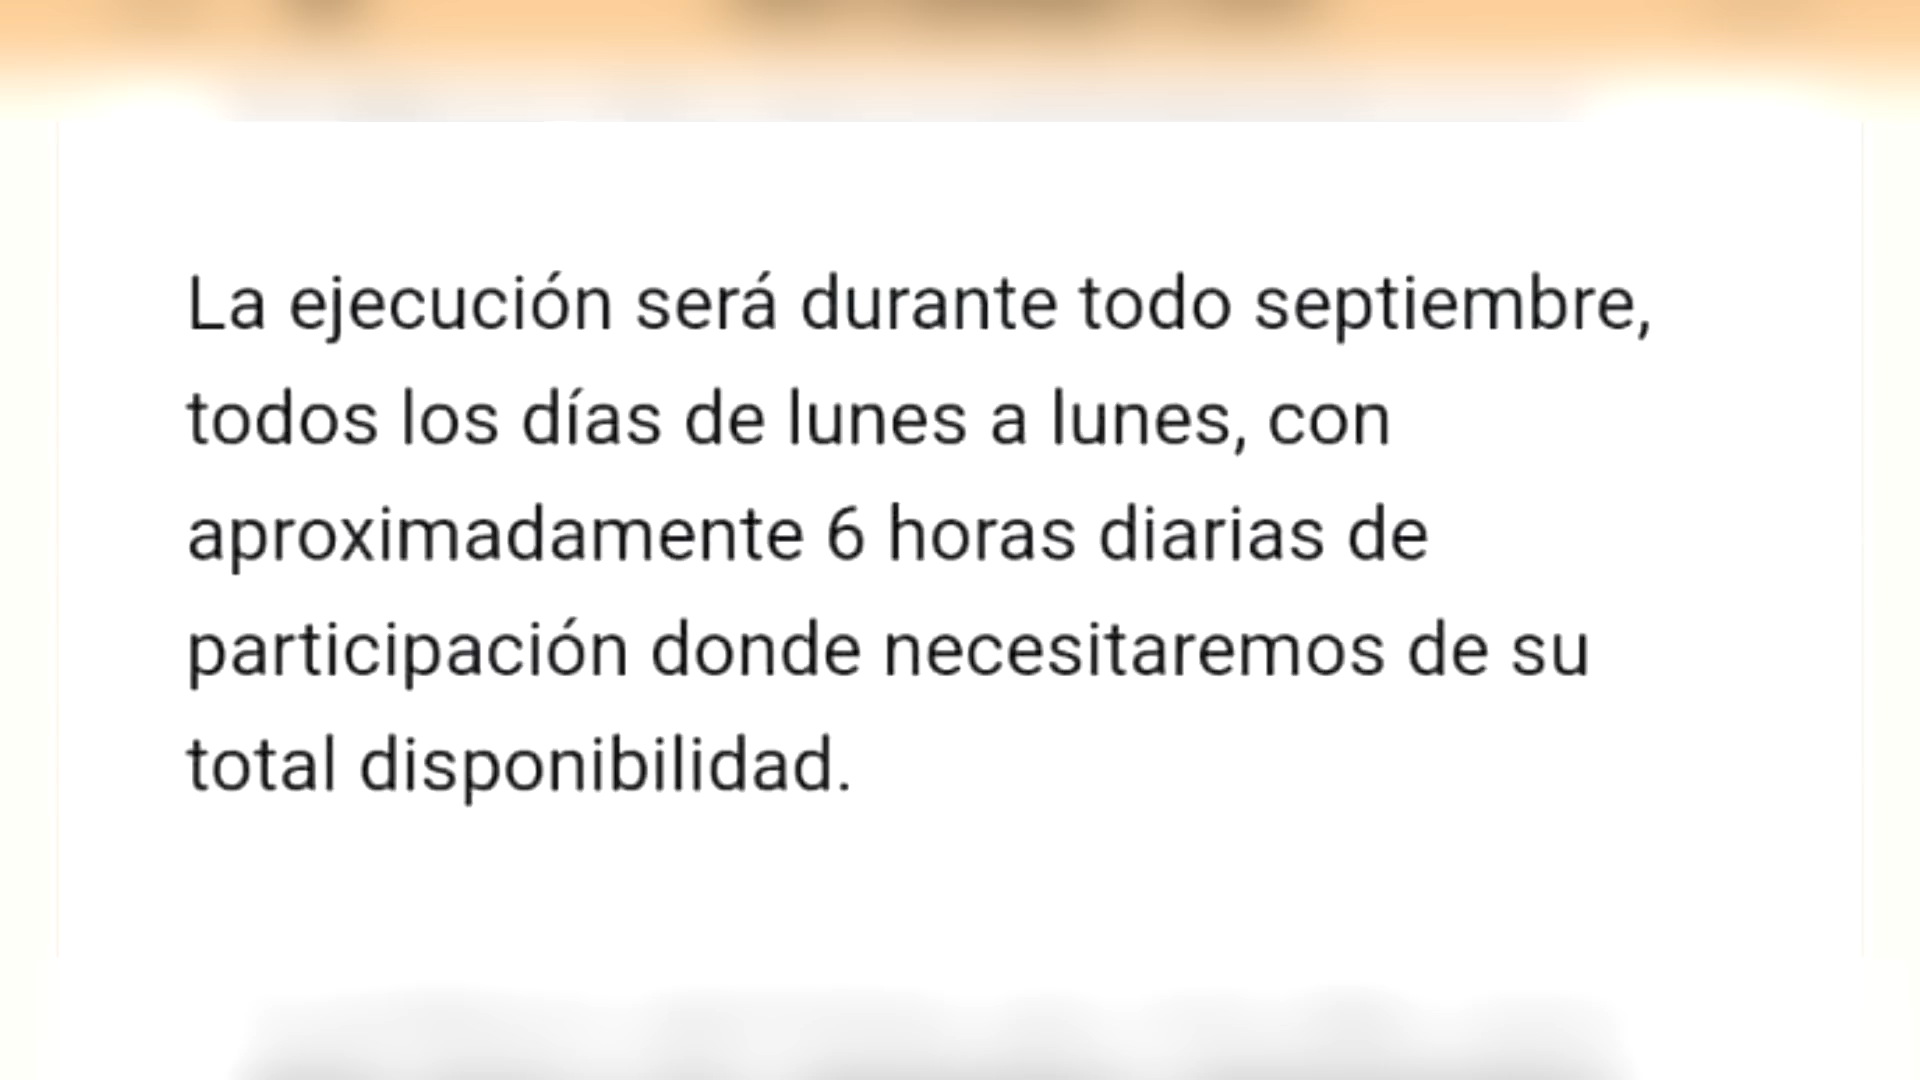 La ejecución será durante todo septiembre,
todos los días de lunes a lunes, con
aproximadamente 6 horas diarias de
participación donde necesitaremos de su
total disponibilidad.